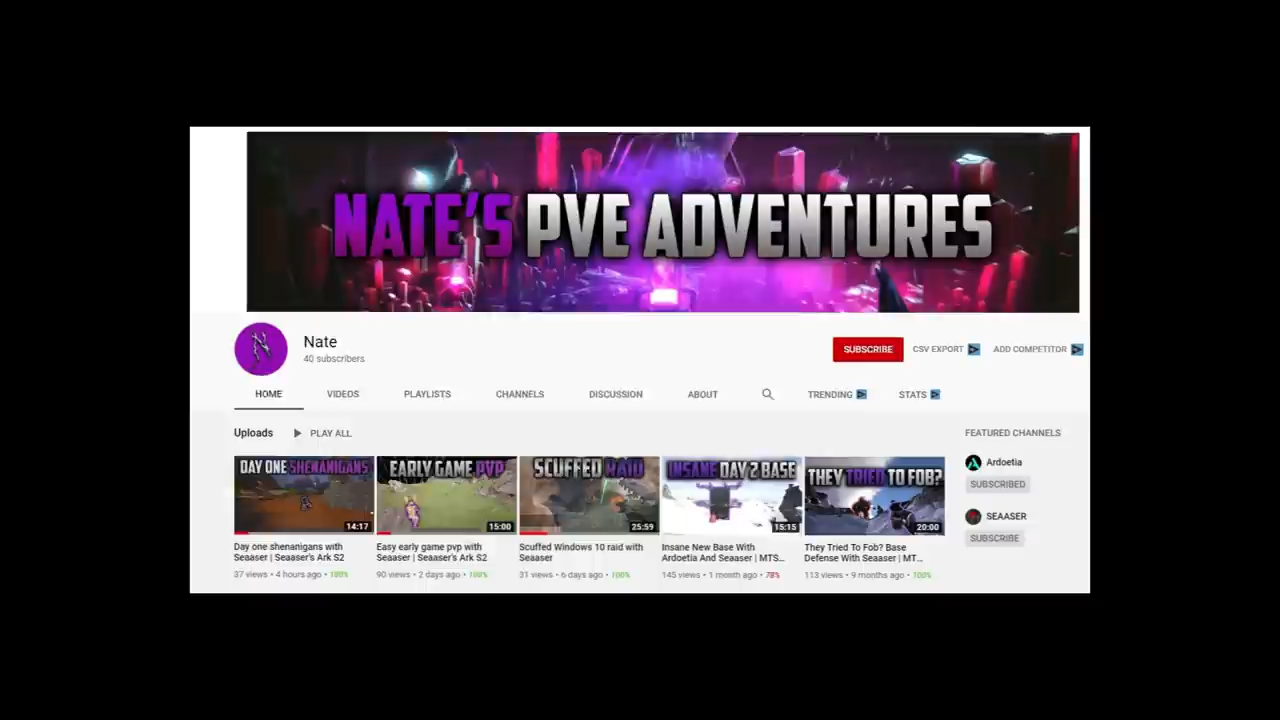 NATE'S PVE ADVENTURES
Nate
40 subscribers
SUBSCRIBE
CSV EXPORT
ADD COMPETITOR
HOME
VIDEOS
PLAYLISTS
CHANNELS
DISCUSSION
ABOUT
TRENDING
STATS
Uploads
PLAY ALL
FEATURED CHANNELS
DAY ONE SHENANIGANS
14:17
Day one shenanigans with
Seaaser | Seaaser's Ark S2
37 views • 4 hours ago • 100%
EARLY GAME PVP
15:00
Easy early game pvp with
Seaaser | Seaaser's Ark S2
90 views • 2 days ago • 100%
SCUFFED RAID
25:59
Scuffed Windows 10 raid with
Seaaser
31 views • 6 days ago • 100%
INSANE DAY 2 BASE
15:15
Insane New Base With
Ardoetia And Seaaser | MTS...
145 views • 1 month ago • 78%
THEY TRIED TO FOB?
20:00
They Tried To Fob? Base
Defense With Seaaser | MT...
113 views • 9 months ago • 100%
Ardoetia
SUBSCRIBED
SEAASER
SUBSCRIBE